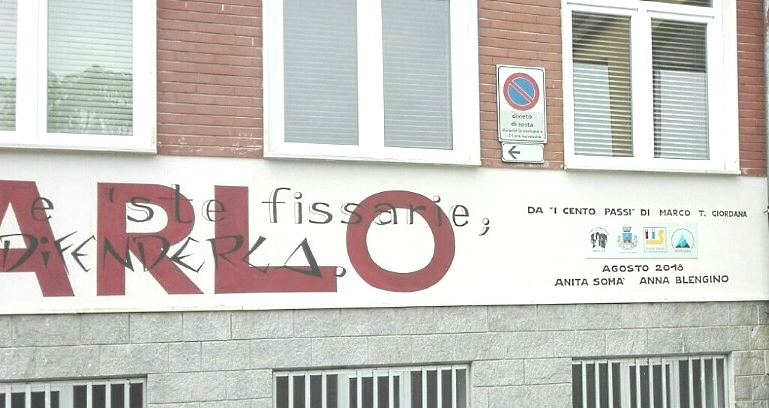 divieto
di sosta
e 'ste fissarie;
ARLO
DifENDERLA.
DA "I CENTO PASSI" DI MARCO T. GIORDANA
AGOSTO 2018
ANITA SOMA' ANNA BLENGINO